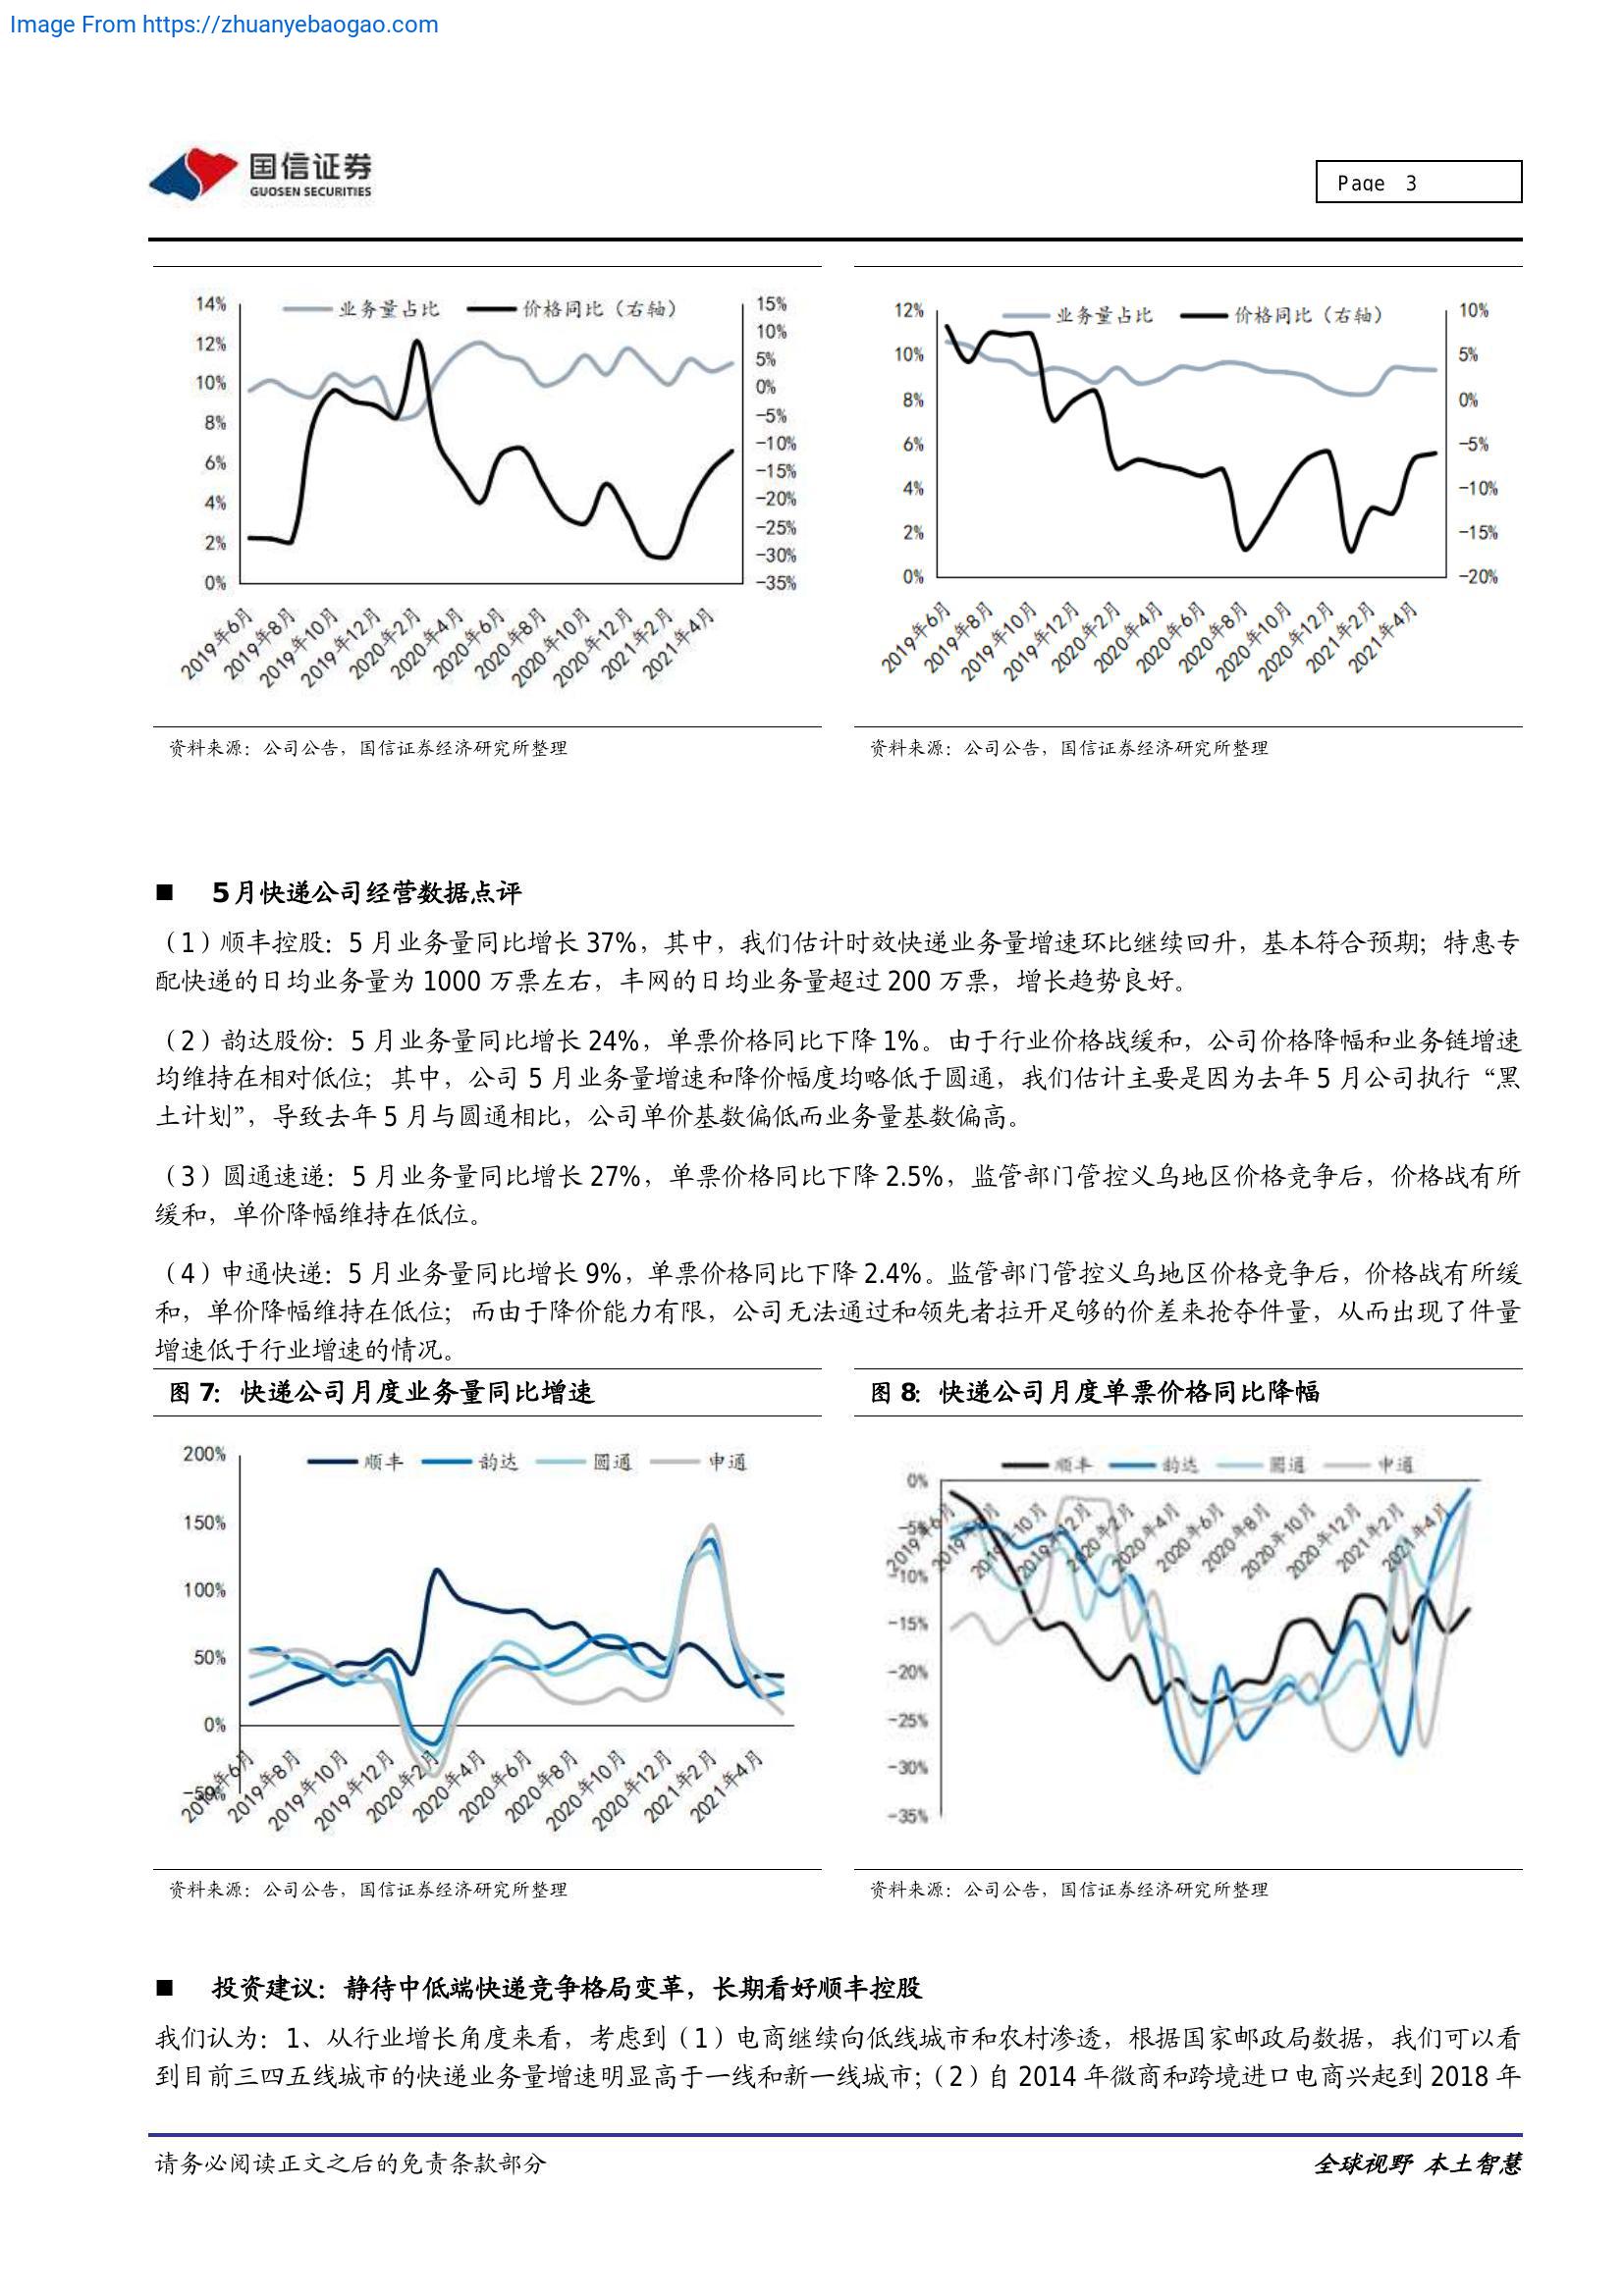 Image From https://zhuanyebaogao.com
国信证券
GUOSEN SECURITIES
Page 3
14%
12%
10%
8%
6%
4%
2%
0%
业务量占比
价格同比（右轴）
15%
10%
5%
0%
-5%
-10%
-15%
-20%
-25%
-30%
-35%
2019年6月
2019年8月
2019年10月
2019年12月
2020年2月
2020年4月
2020年6月
2020年8月
2020年10月
2020年12月
2021年2月
2021年4月
12%
10%
8%
6%
4%
2%
0%
业务量占比
价格同比（右轴）
10%
5%
0%
-5%
-10%
-15%
-20%
2019年6月
2019年8月
2019年10月
2019年12月
2020年2月
2020年4月
2020年6月
2020年8月
2020年10月
2020年12月
2021年2月
2021年4月
资料来源：公司公告，国信证券经济研究所整理
资料来源：公司公告，国信证券经济研究所整理
■ 5月快递公司经营数据点评
（1）顺丰控股：5 月业务量同比增长 37%，其中，我们估计时效快递业务量增速环比继续回升，基本符合预期；特惠专
配快递的日均业务量为 1000 万票左右，丰网的日均业务量超过 200 万票，增长趋势良好。
（2）韵达股份：5 月业务量同比增长 24%，单票价格同比下降 1%。由于行业价格战缓和，公司价格降幅和业务链增速
均维持在相对低位；其中，公司 5 月业务量增速和降价幅度均略低于圆通，我们估计主要是因为去年 5 月公司执行“黑
土计划”，导致去年 5 月与圆通相比，公司单价基数偏低而业务量基数偏高。
（3）圆通速递：5 月业务量同比增长 27%，单票价格同比下降 2.5%，监管部门管控义乌地区价格竞争后，价格战有所
缓和，单价降幅维持在低位。
（4）申通快递：5 月业务量同比增长 9%，单票价格同比下降 2.4%。监管部门管控义乌地区价格竞争后，价格战有所缓
和，单价降幅维持在低位；而由于降价能力有限，公司无法通过和领先者拉开足够的价差来抢夺件量，从而出现了件量
增速低于行业增速的情况。
图 7：快递公司月度业务量同比增速
图 8：快递公司月度单票价格同比降幅
200%
150%
100%
50%
0%
-50%
顺丰
韵达
圆通
申通
2019年6月
2019年8月
2019年10月
2019年12月
2020年2月
2020年4月
2020年6月
2020年8月
2020年10月
2020年12月
2021年2月
2021年4月
顺丰
韵达
圆通
申通
0%
-5%
-10%
-15%
-20%
-25%
-30%
-35%
2019年6月
2019年8月
2019年10月
2019年12月
2020年2月
2020年4月
2020年6月
2020年8月
2020年10月
2020年12月
2021年2月
2021年4月
资料来源：公司公告，国信证券经济研究所整理
资料来源：公司公告，国信证券经济研究所整理
■ 投资建议：静待中低端快递竞争格局变革，长期看好顺丰控股
我们认为：1、从行业增长角度来看，考虑到（1）电商继续向低线城市和农村渗透，根据国家邮政局数据，我们可以看
到目前三四五线城市的快递业务量增速明显高于一线和新一线城市；（2）自 2014 年微商和跨境进口电商兴起到 2018 年
请务必阅读正文之后的免责条款部分
全球视野 本土智慧